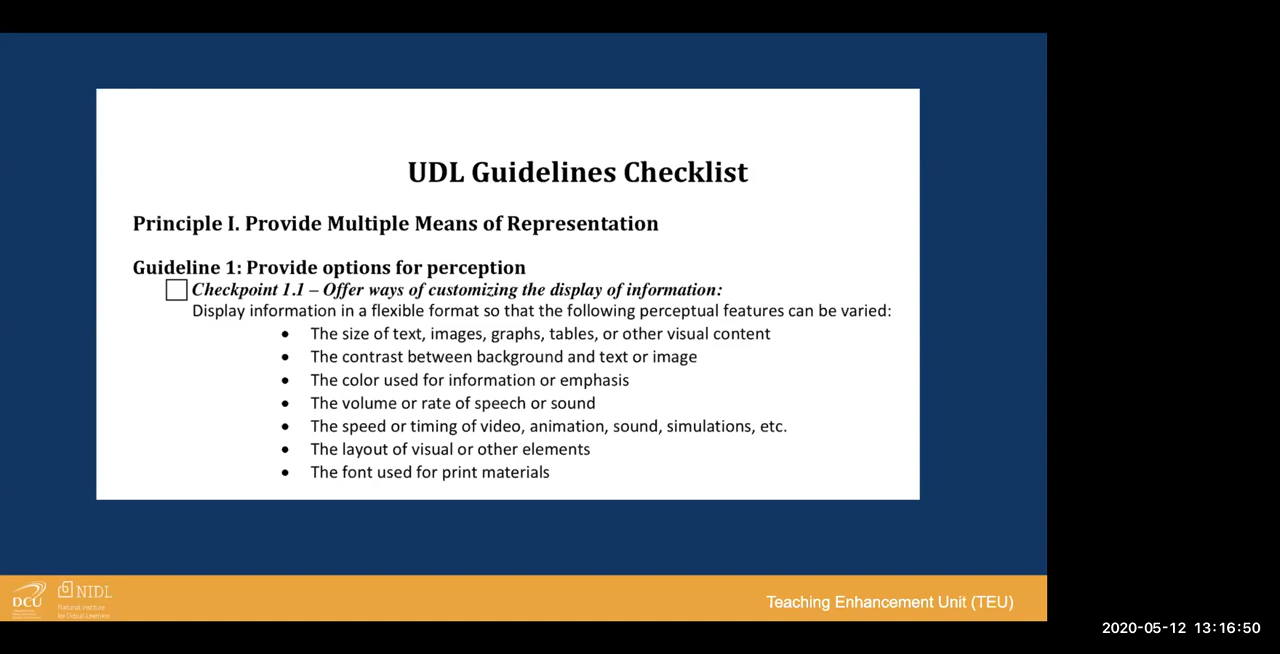 UDL Guidelines Checklist
Principle I. Provide Multiple Means of Representation
Guideline 1: Provide options for perception
Checkpoint 1.1 – Offer ways of customizing the display of information:
Display information in a flexible format so that the following perceptual features can be varied:
• The size of text, images, graphs, tables, or other visual content
• The contrast between background and text or image
• The color used for information or emphasis
• The volume or rate of speech or sound
• The speed or timing of video, animation, sound, simulations, etc.
• The layout of visual or other elements
• The font used for print materials
DCU
NIDL
National Institute
for Digital Learning
Teaching Enhancement Unit (TEU)
2020-05-12 13:16:50